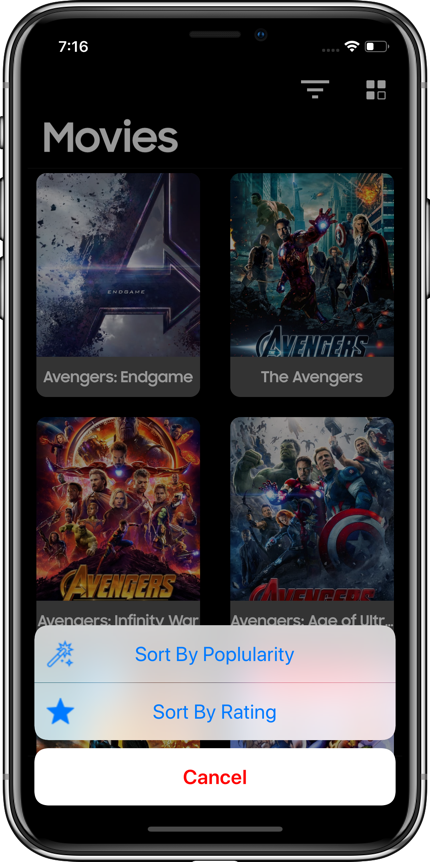 7:16
Movies
ENDGAME
AVENGERS
Avengers: Endgame
The Avengers
AVENGERS
AVENGERS
Avengers: Infinity War
Avengers: Age of Ultr...
Sort By Poplularity
Sort By Rating
Cancel